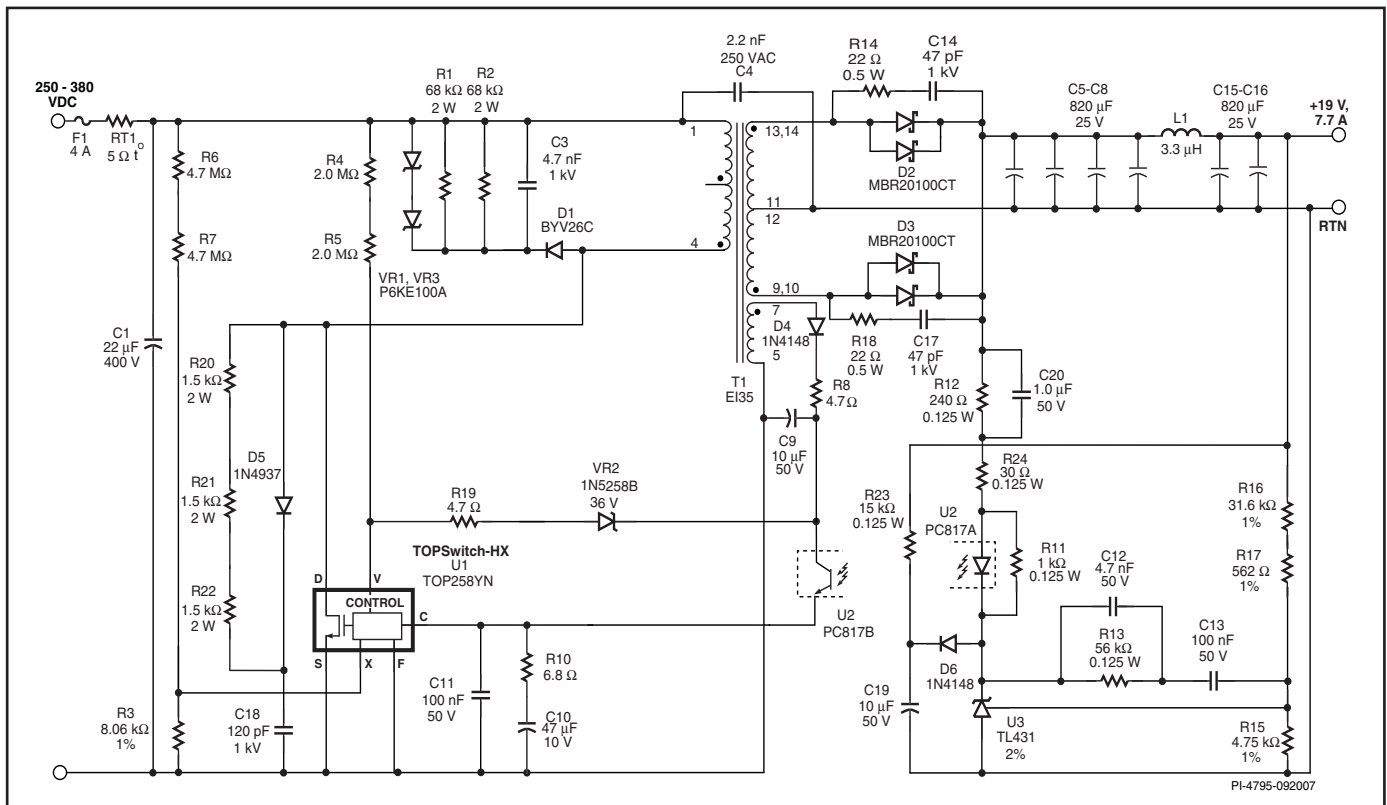 250 - 380
VDC
F1
4 A
RT1
5 Ω
t°
R6
4.7 MΩ
R7
4.7 MΩ
C1
22 µF
400 V
R4
2.0 MΩ
R5
2.0 MΩ
R1
68 kΩ
2 W
R2
68 kΩ
2 W
C3
4.7 nF
1 kV
D1
BYV26C
VR1, VR3
P6KE100A
2.2 nF
250 VAC
C4
1
4
13,14
11
12
9,10
7
5
T1
EI35
R14
22 Ω
0.5 W
C14
47 pF
1 kV
D2
MBR20100CT
D3
MBR20100CT
C5-C8
820 µF
25 V
L1
3.3 µH
C15-C16
820 µF
25 V
+19 V,
7.7 A
RTN
D4
1N4148
R18
22 Ω
0.5 W
C17
47 pF
1 kV
R8
4.7 Ω
C9
10 µF
50 V
R12
240 Ω
0.125 W
C20
1.0 µF
50 V
R20
1.5 kΩ
2 W
D5
1N4937
R21
1.5 kΩ
2 W
R22
1.5 kΩ
2 W
R19
4.7 Ω
VR2
1N5258B
36 V
TOPSwitch-HX
U1
TOP258YN
D
V
CONTROL
C
S
X
F
U2
PC817B
R24
30 Ω
0.125 W
R23
15 kΩ
0.125 W
U2
PC817A
R11
1 kΩ
0.125 W
R16
31.6 kΩ
1%
R17
562 Ω
1%
C12
4.7 nF
50 V
R13
56 kΩ
0.125 W
C13
100 nF
50 V
D6
1N4148
C19
10 µF
50 V
U3
TL431
2%
R15
4.75 kΩ
1%
R3
8.06 kΩ
1%
C18
120 pF
1 kV
C11
100 nF
50 V
R10
6.8 Ω
C10
47 µF
10 V
PI-4795-092007